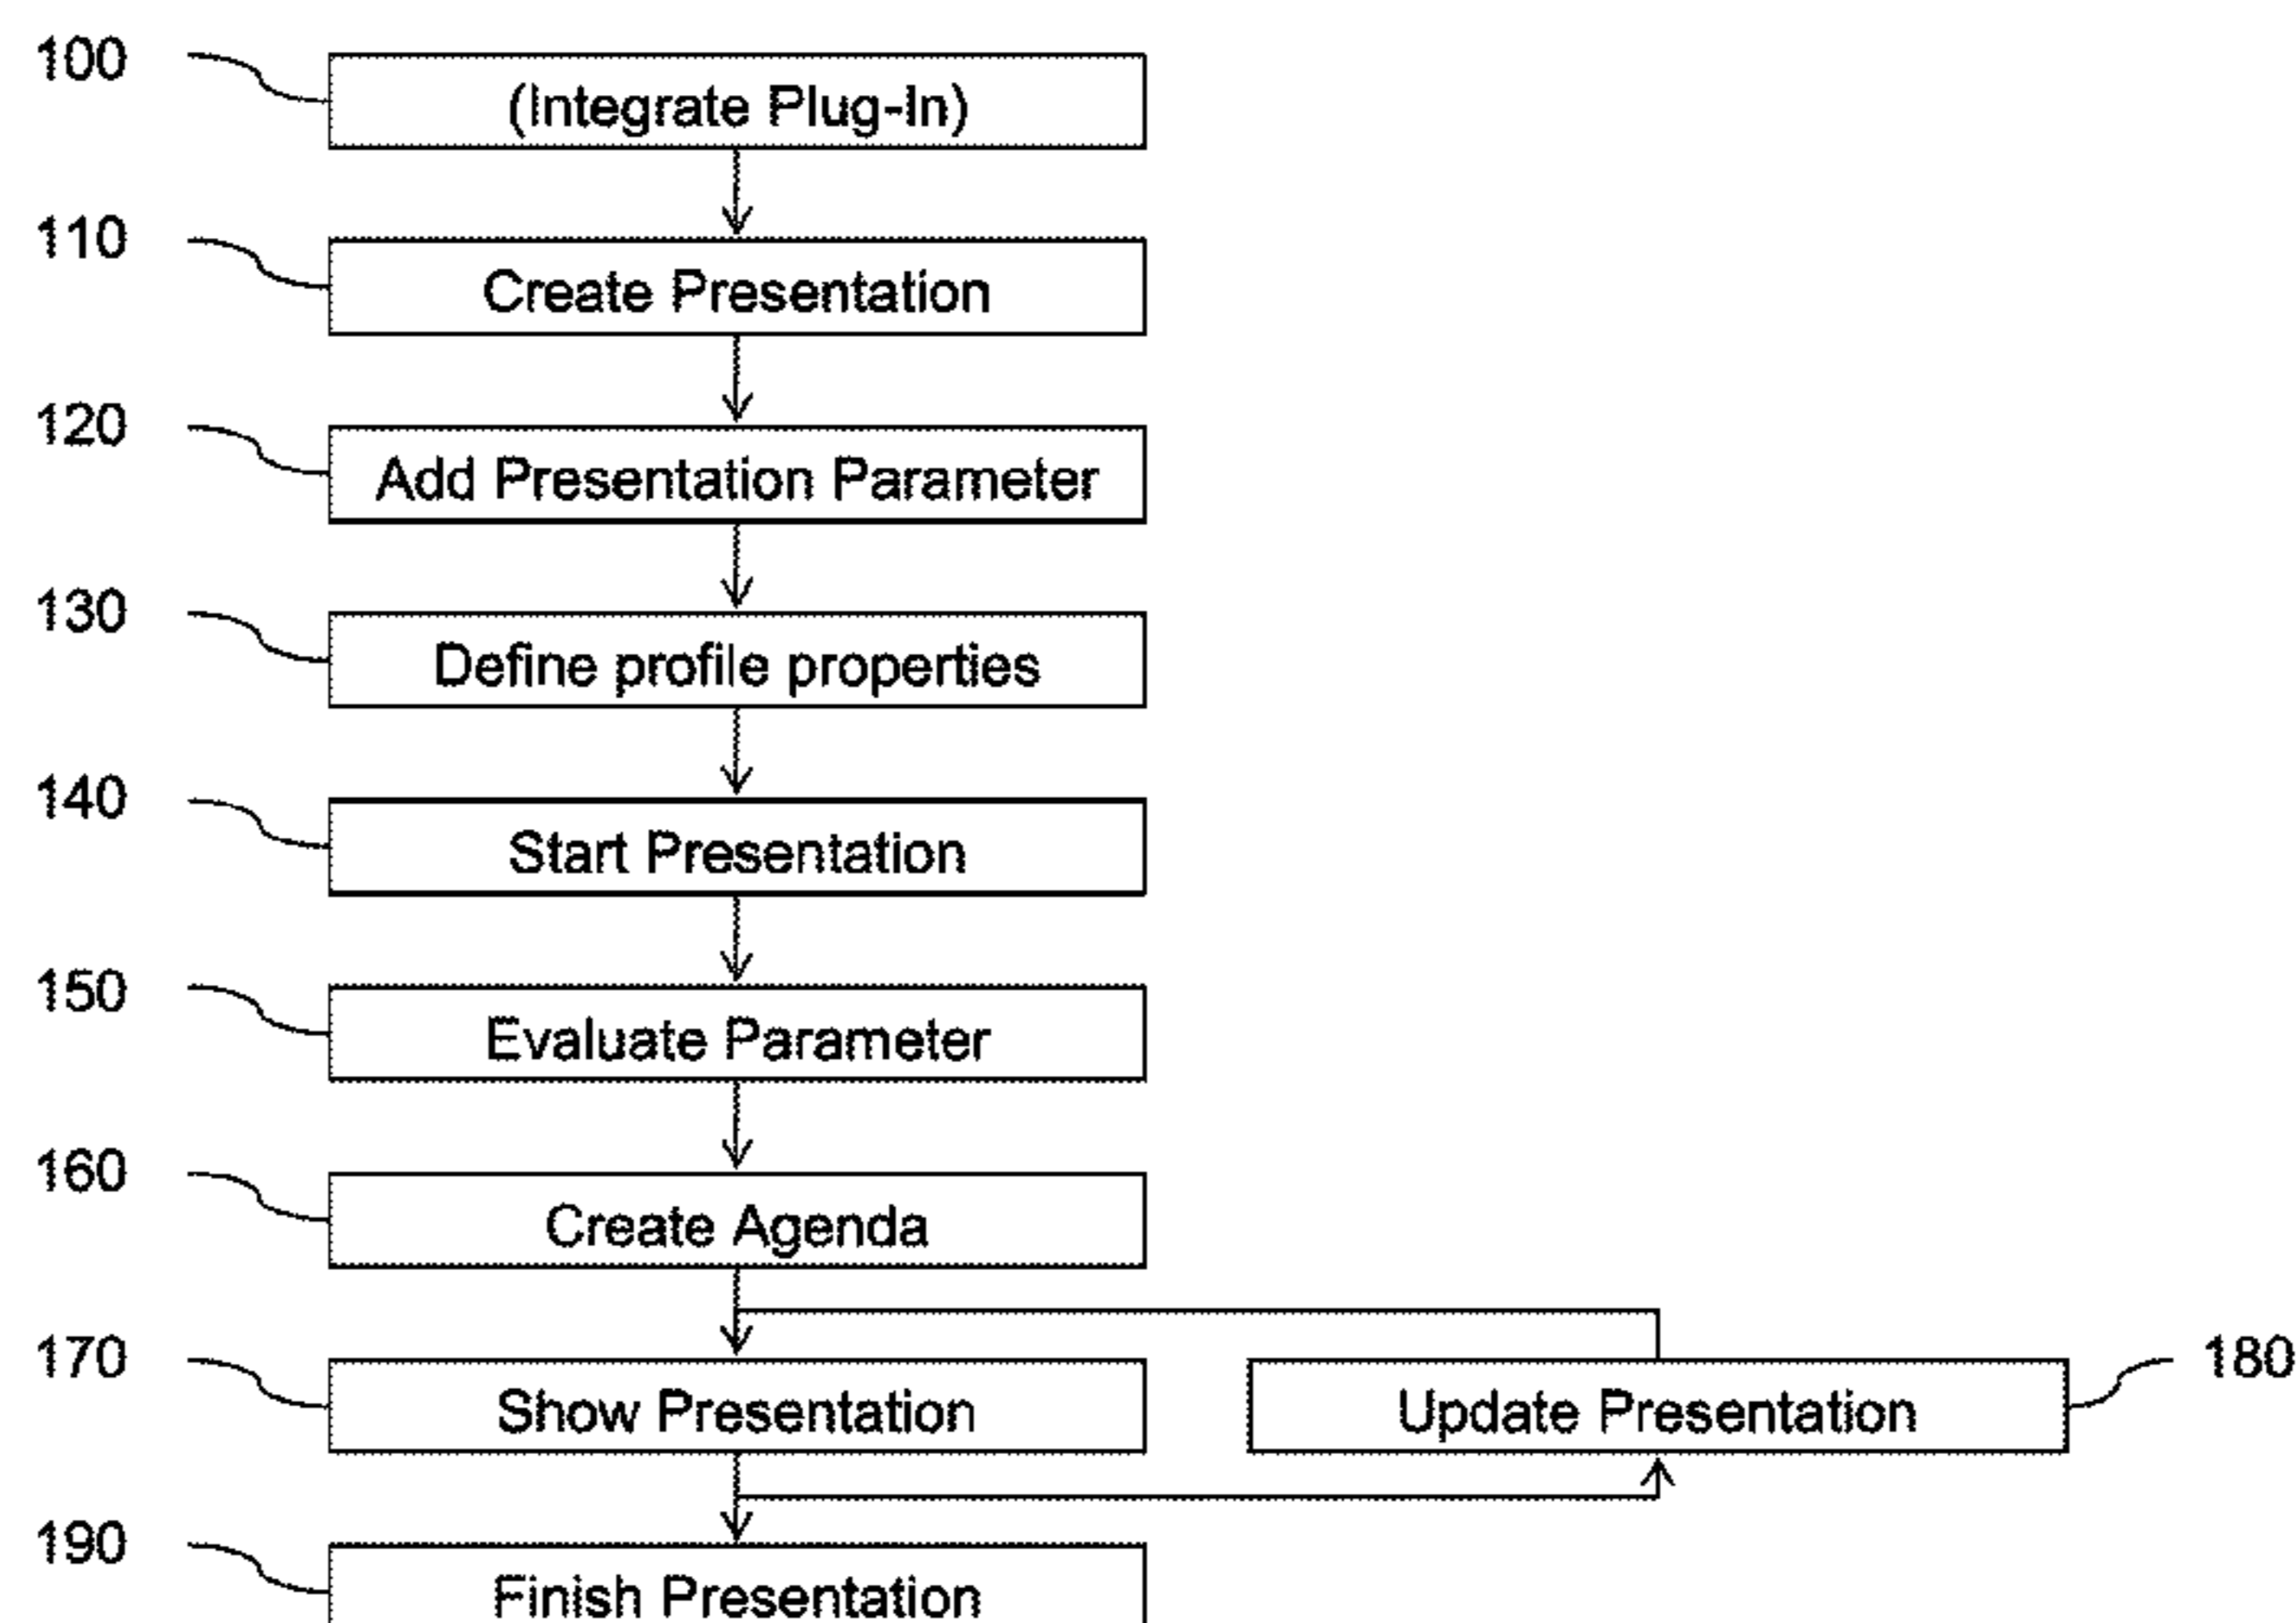 100 (Integrate Plug-In)
110 Create Presentation
120 Add Presentation Parameter
130 Define profile properties
140 Start Presentation
150 Evaluate Parameter
160 Create Agenda
170 Show Presentation Update Presentation 180
190 Finish Presentation